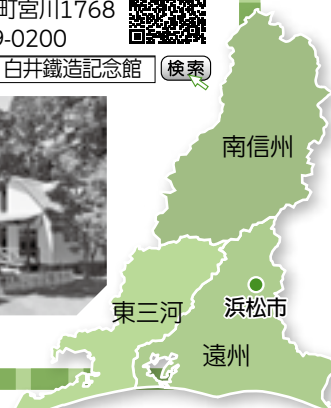 町宮川1768
9-0200
白井鐵造記念館 検索
南信州
東三河
浜松市
遠州